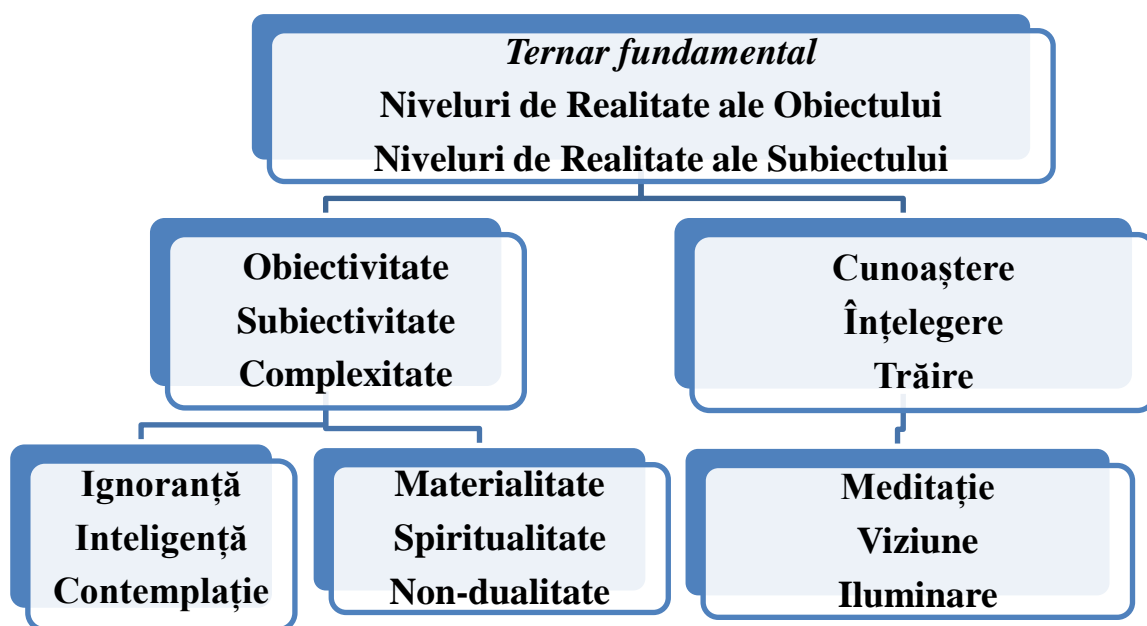 Ternar fundamental
Niveluri de Realitate ale Obiectului
Niveluri de Realitate ale Subiectului
Obiectivitate
Subiectivitate
Complexitate
Cunoaștere
Înțelegere
Trăire
Ignoranță
Inteligență
Contemplație
Materialitate
Spiritualitate
Non-dualitate
Meditație
Viziune
Iluminare